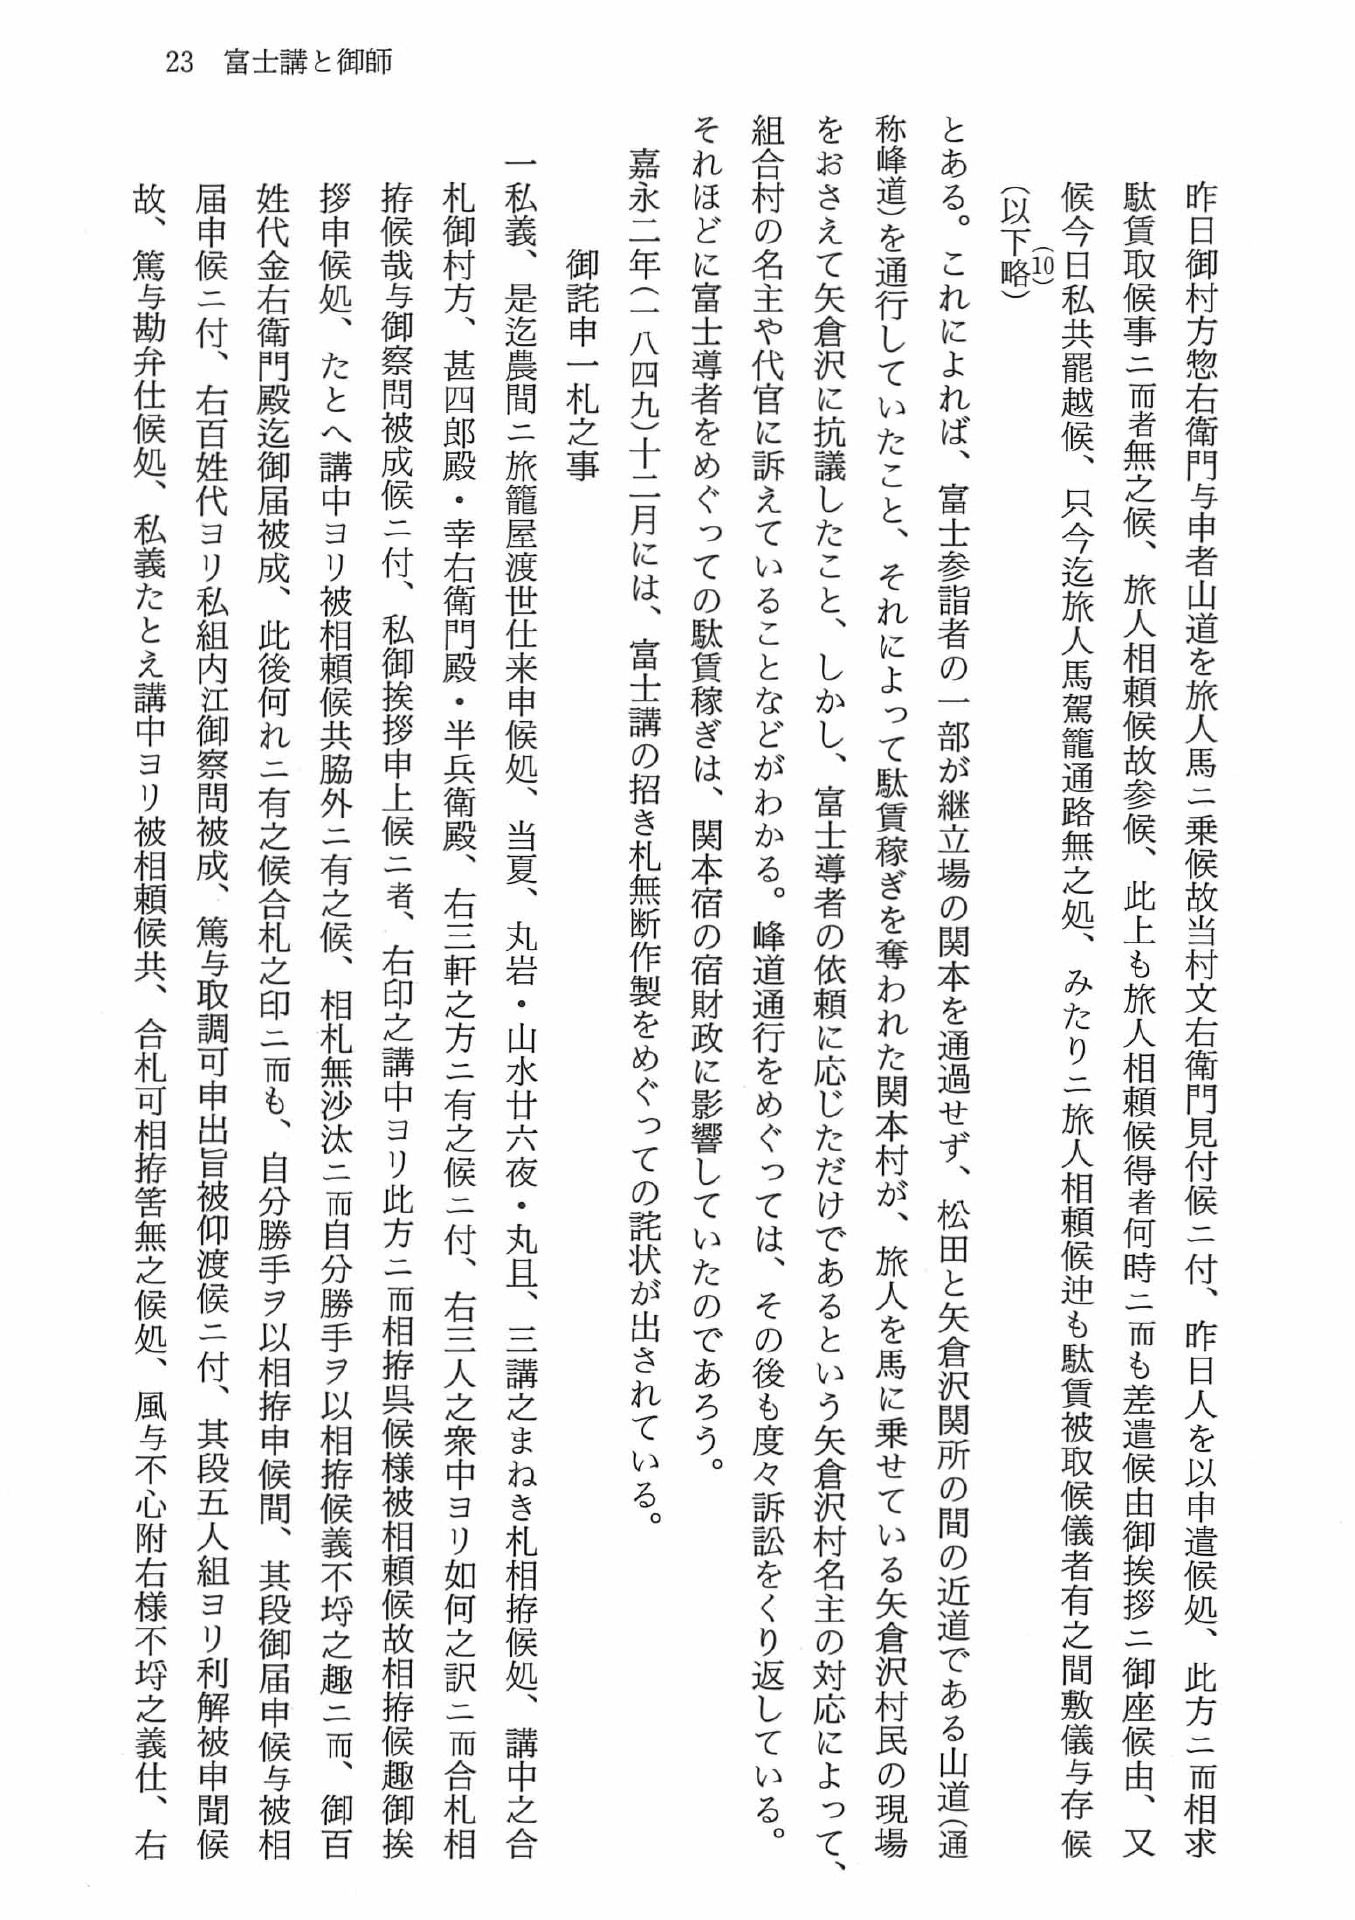 23　富士講と御師
昨日御村方惣右衛門与申者山道を旅人馬ニ乗候故当村文右衛門見付候ニ付、昨日人を以申遣候処、此方ニ而相求
駄賃取候事ニ而者無之候、旅人相頼候故参候、此上も旅人相頼候得者何時ニ而も差遣候由御挨拶ニ御座候由、又
候今日私共罷越候、只今迄旅人馬駕籠通路無之処、みたりニ旅人相頼候迚も駄賃被取候儀者有之間敷儀与存候
（以下略）(10)
とある。これによれば、富士参詣者の一部が継立場の関本を通過せず、松田と矢倉沢関所の間の近道である山道（通
称峰道）を通行していたこと、それによって駄賃稼ぎを奪われた関本村が、旅人を馬に乗せている矢倉沢村民の現場
をおさえて矢倉沢に抗議したこと、しかし、富士導者の依頼に応じただけであるという矢倉沢村名主の対応によって、
組合村の名主や代官に訴えていることなどがわかる。峰道通行をめぐっては、その後も度々訴訟をくり返している。
それほどに富士導者をめぐっての駄賃稼ぎは、関本宿の宿財政に影響していたのであろう。
嘉永二年（一八四九）十二月には、富士講の招き札無断作製をめぐっての詫状が出されている。
御詫申一札之事
一私義、是迄農間ニ旅籠屋渡世仕来申候処、当夏、丸岩・山水廿六夜・丸且、三講之まねき札相拵候処、講中之合
札御村方、甚四郎殿・幸右衛門殿・半兵衛殿、右三軒之方ニ有之候ニ付、右三人之衆中ヨリ如何之訳ニ而合札相
拵候哉与御察問被成候ニ付、私御挨拶申上候ニ者、右印之講中ヨリ此方ニ而相拵呉候様被相頼候故相拵候趣御挨
拶申候処、たとへ講中ヨリ被相頼候共脇外ニ有之候、相札無沙汰ニ而自分勝手ヲ以相拵候義不埒之趣ニ而、御百
姓代金右衛門殿迄御届被成、此後何れニ有之候合札之印ニ而も、自分勝手ヲ以相拵申候間、其段御届申候与被相
届申候ニ付、右百姓代ヨリ私組内江御察問被成、篤与取調可申出旨被仰渡候ニ付、其段五人組ヨリ利解被申聞候
故、篤与勘弁仕候処、私義たとえ講中ヨリ被相頼候共、合札可相拵筈無之候処、風与不心附右様不埒之義仕、右